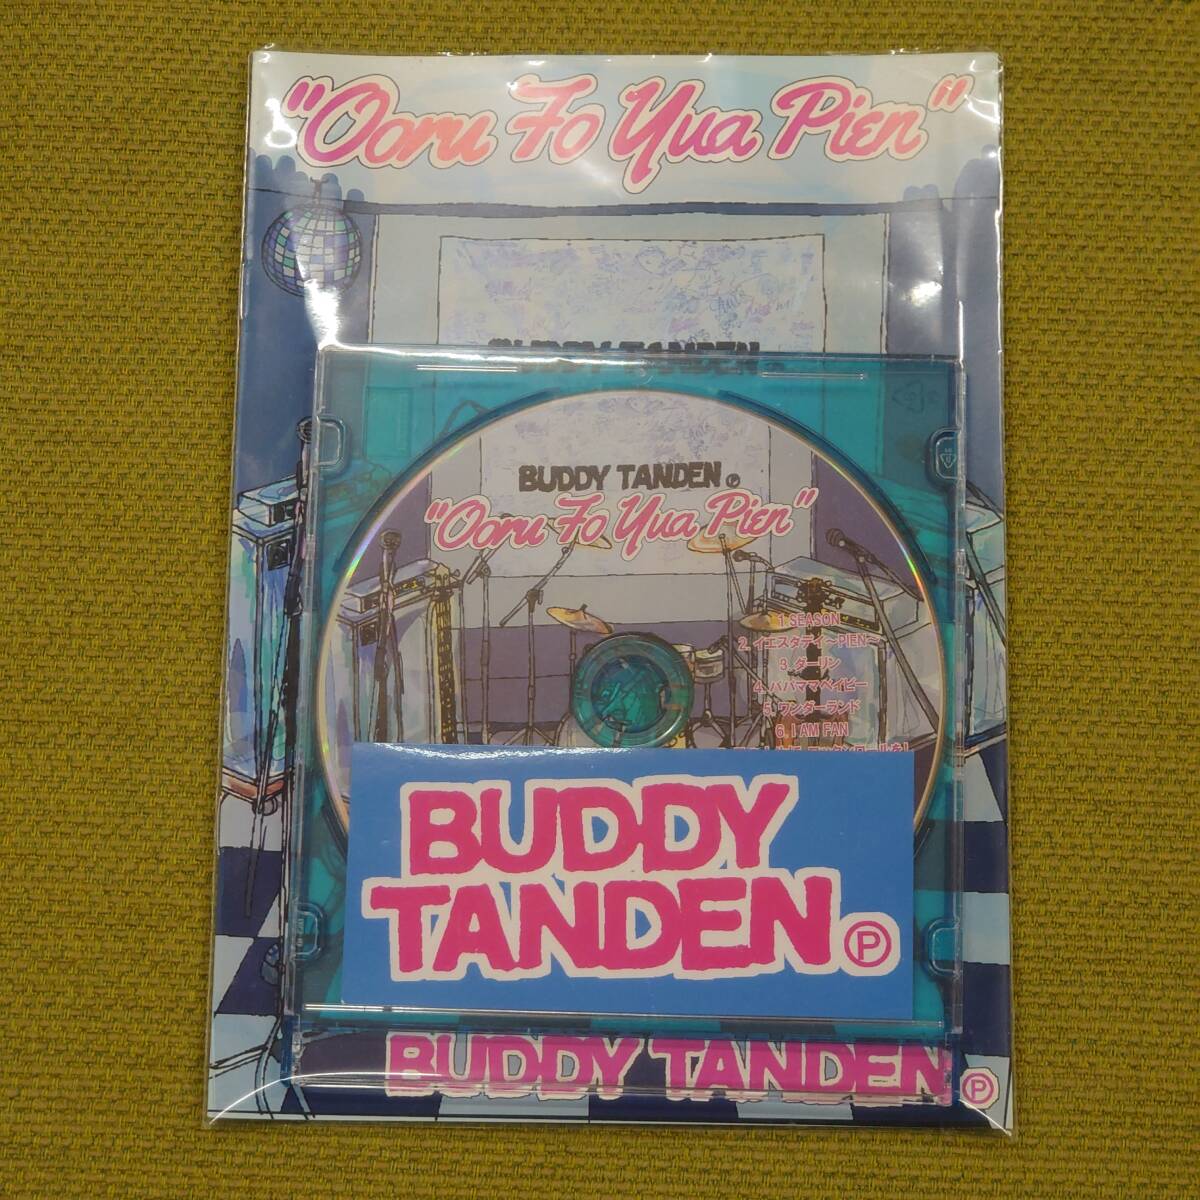 "Ooru Fo Yua Pien"
BUDDY TANDEN
BUDDY TANDEN Ⓟ
"Ooru Fo Yua Pien"
1. SEASON
2. イエスタデイ〜PIEN〜
3. ダーリン
4. パパママベイビー
5. ワンダーランド
6. I AM FAN
BUDDY
TANDEN Ⓟ
BUDDY TANDEN Ⓟ